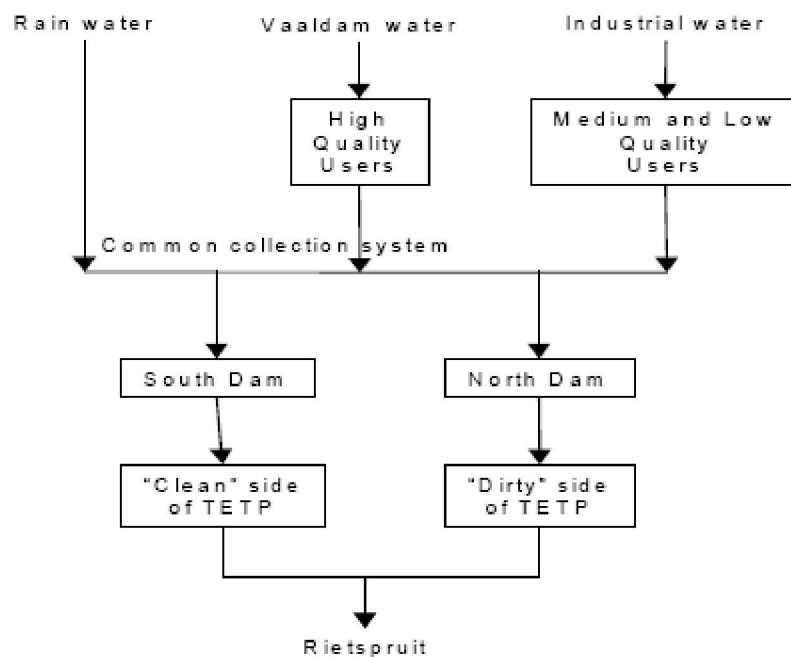 Rain water
Vaaldam water
Industrial water
High
Quality
Users
Medium and Low
Quality
Users
Common collection system
South Dam
North Dam
"Clean" side
of TETP
"Dirty" side
of TETP
Rietspruit